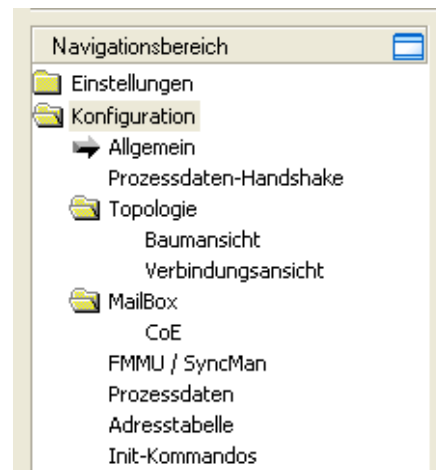 Navigationsbereich
Einstellungen
Konfiguration
Allgemein
Prozessdaten-Handshake
Topologie
Baumansicht
Verbindungsansicht
MailBox
CoE
FMMU / SyncMan
Prozessdaten
Adresstabelle
Init-Kommandos